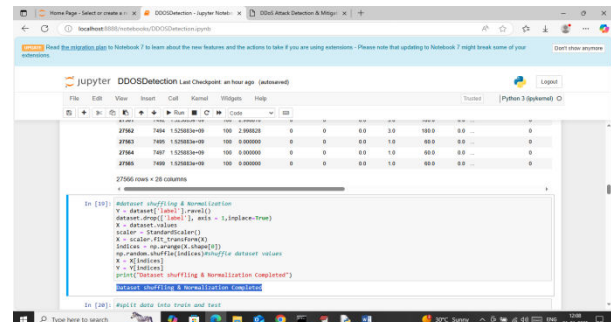 Home Page - Select or create a n
DDOSDetection - Jupyter Notebo
DDoS Attack Detection & Mitigat
localhost:8888/notebooks/DDOSDetection.ipynb
UPDATE Read the migration plan to Notebook 7 to learn about the new features and the actions to take if you are using extensions - Please note that updating to Notebook 7 might break some of your
extensions.
Don't show anymore
jupyter DDOSDetection Last Checkpoint: an hour ago (autosaved)
Logout
File Edit View Insert Cell Kernel Widgets Help
Trusted
Python 3 (ipykernel)
Run
Code
27562 7494 1.525883e+09 100 2.998828 0 0 0.0 3.0 180.0 0.0 ... 0
27563 7495 1.525883e+09 100 0.000000 0 0 0.0 1.0 60.0 0.0 ... 0
27564 7497 1.525883e+09 100 0.000000 0 0 0.0 1.0 60.0 0.0 ... 0
27565 7499 1.525883e+09 100 0.000000 0 0 0.0 1.0 60.0 0.0 ... 0
27566 rows × 28 columns
In [19]: #dataset shuffling & Normalization
Y = dataset['label'].ravel()
dataset.drop(['label'], axis = 1,inplace=True)
X = dataset.values
scaler = StandardScaler()
X = scaler.fit_transform(X)
indices = np.arange(X.shape[0])
np.random.shuffle(indices)#shuffle dataset values
X = X[indices]
Y = Y[indices]
print("Dataset shuffling & Normalization Completed")
Dataset shuffling & Normalization Completed
In [20]: #split data into train and test
Type here to search
30°C Sunny
ENG
12:08